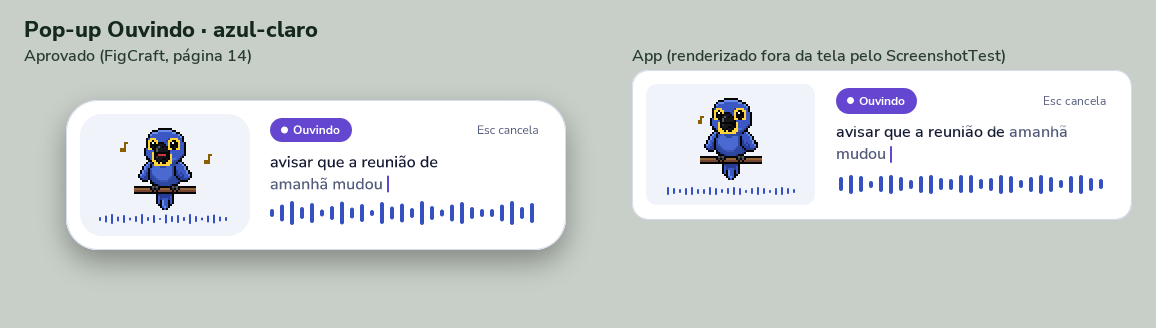 Pop-up Ouvindo · azul-claro
Aprovado (FigCraft, página 14)
Ouvindo
Esc cancela
avisar que a reunião de
amanhã mudou
App (renderizado fora da tela pelo ScreenshotTest)
Ouvindo
Esc cancela
avisar que a reunião de amanhã
mudou